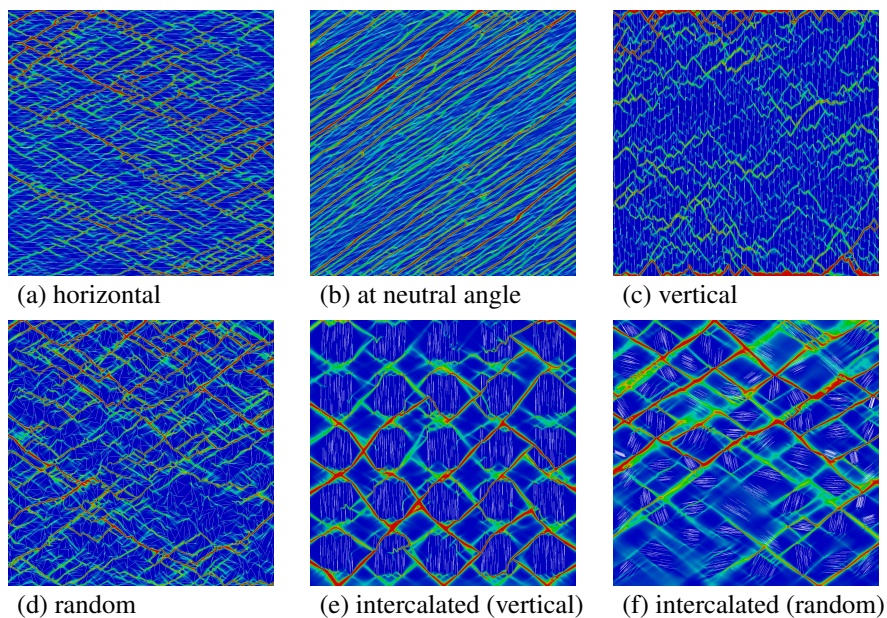 (a) horizontal
(b) at neutral angle
(c) vertical
(d) random
(e) intercalated (vertical)
(f) intercalated (random)